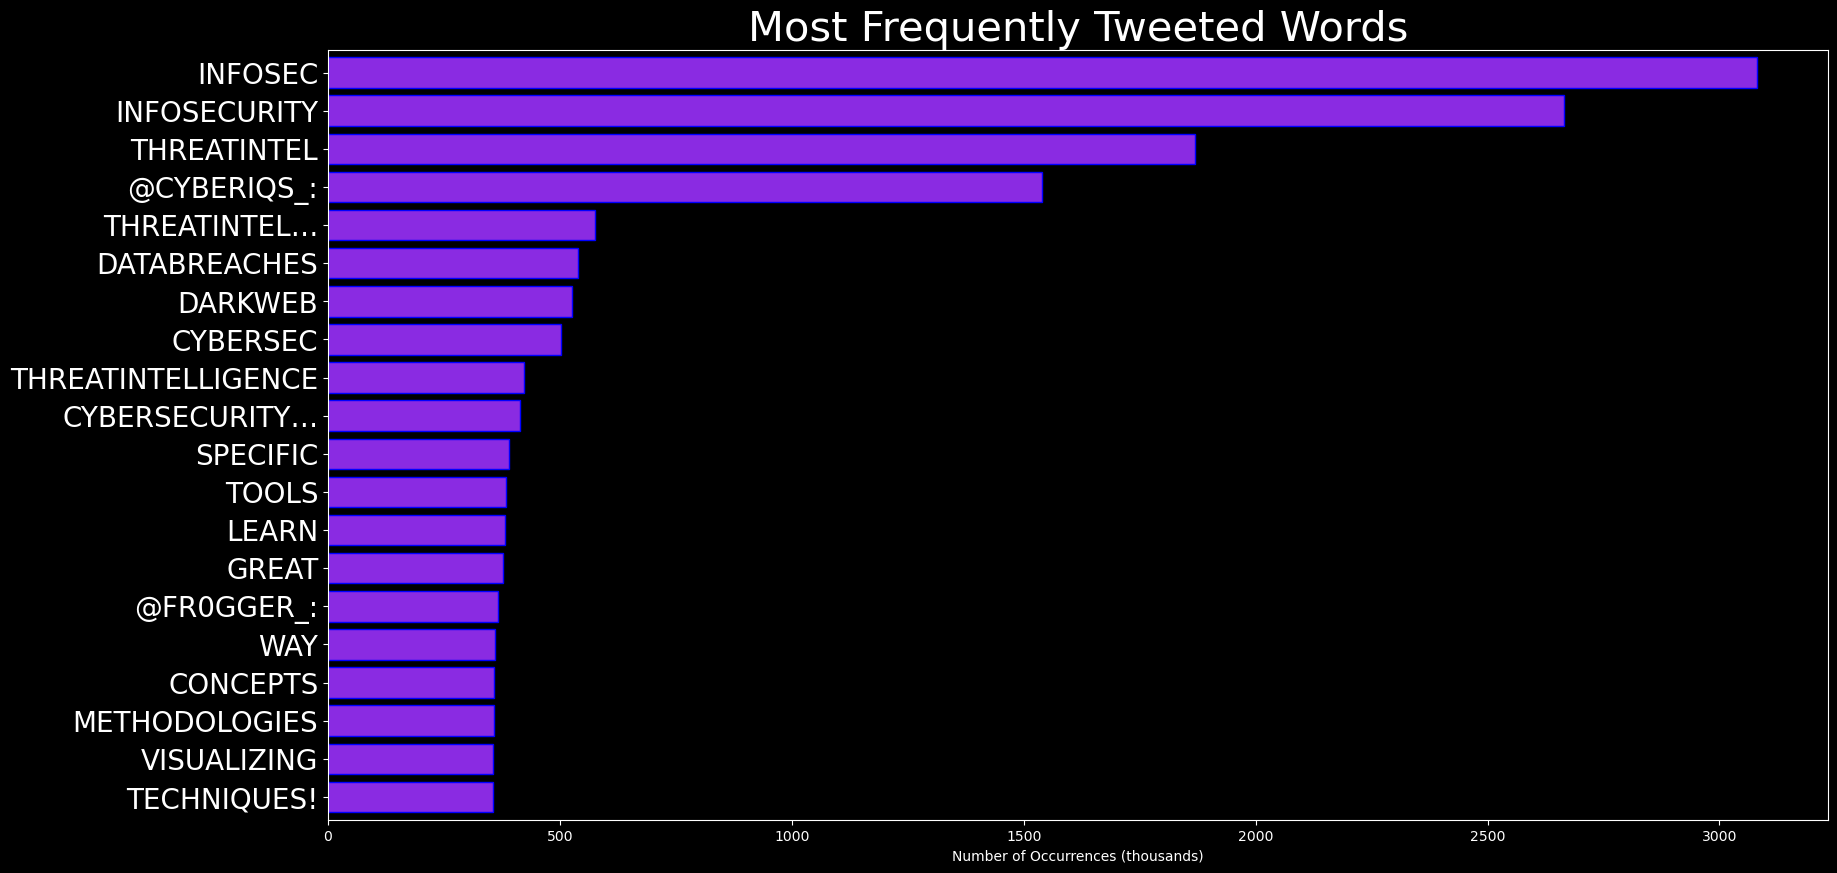 Most Frequently Tweeted Words
INFOSEC
INFOSECURITY
THREATINTEL
@CYBERIQS_:
THREATINTEL…
DATABREACHES
DARKWEB
CYBERSEC
THREATINTELLIGENCE
CYBERSECURITY…
SPECIFIC
TOOLS
LEARN
GREAT
@FR0GGER_:
WAY
CONCEPTS
METHODOLOGIES
VISUALIZING
TECHNIQUES!
0 500 1000 1500 2000 2500 3000
Number of Occurrences (thousands)